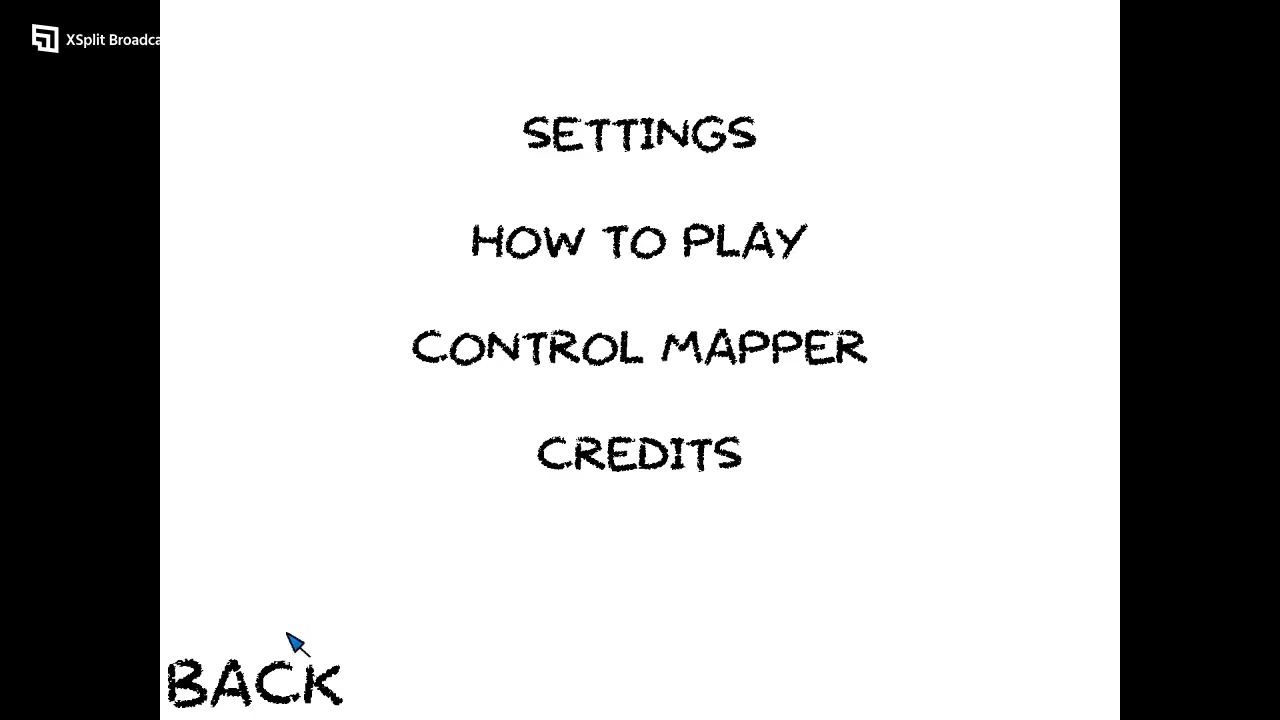 XSplit Broadca
SETTINGS
HOW TO PLAY
CONTROL MAPPER
CREDITS
BACK